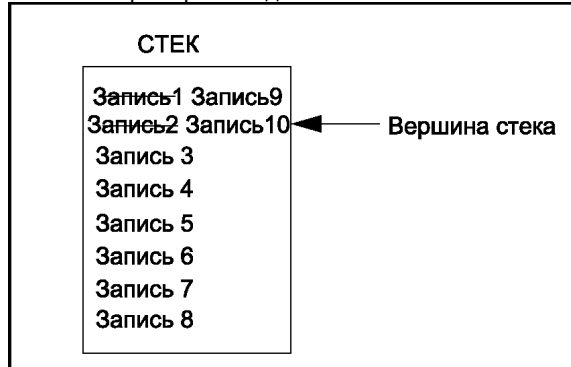 СТЕК
Запись1 Запись9
Запись2 Запись10
Вершина стека
Запись 3
Запись 4
Запись 5
Запись 6
Запись 7
Запись 8